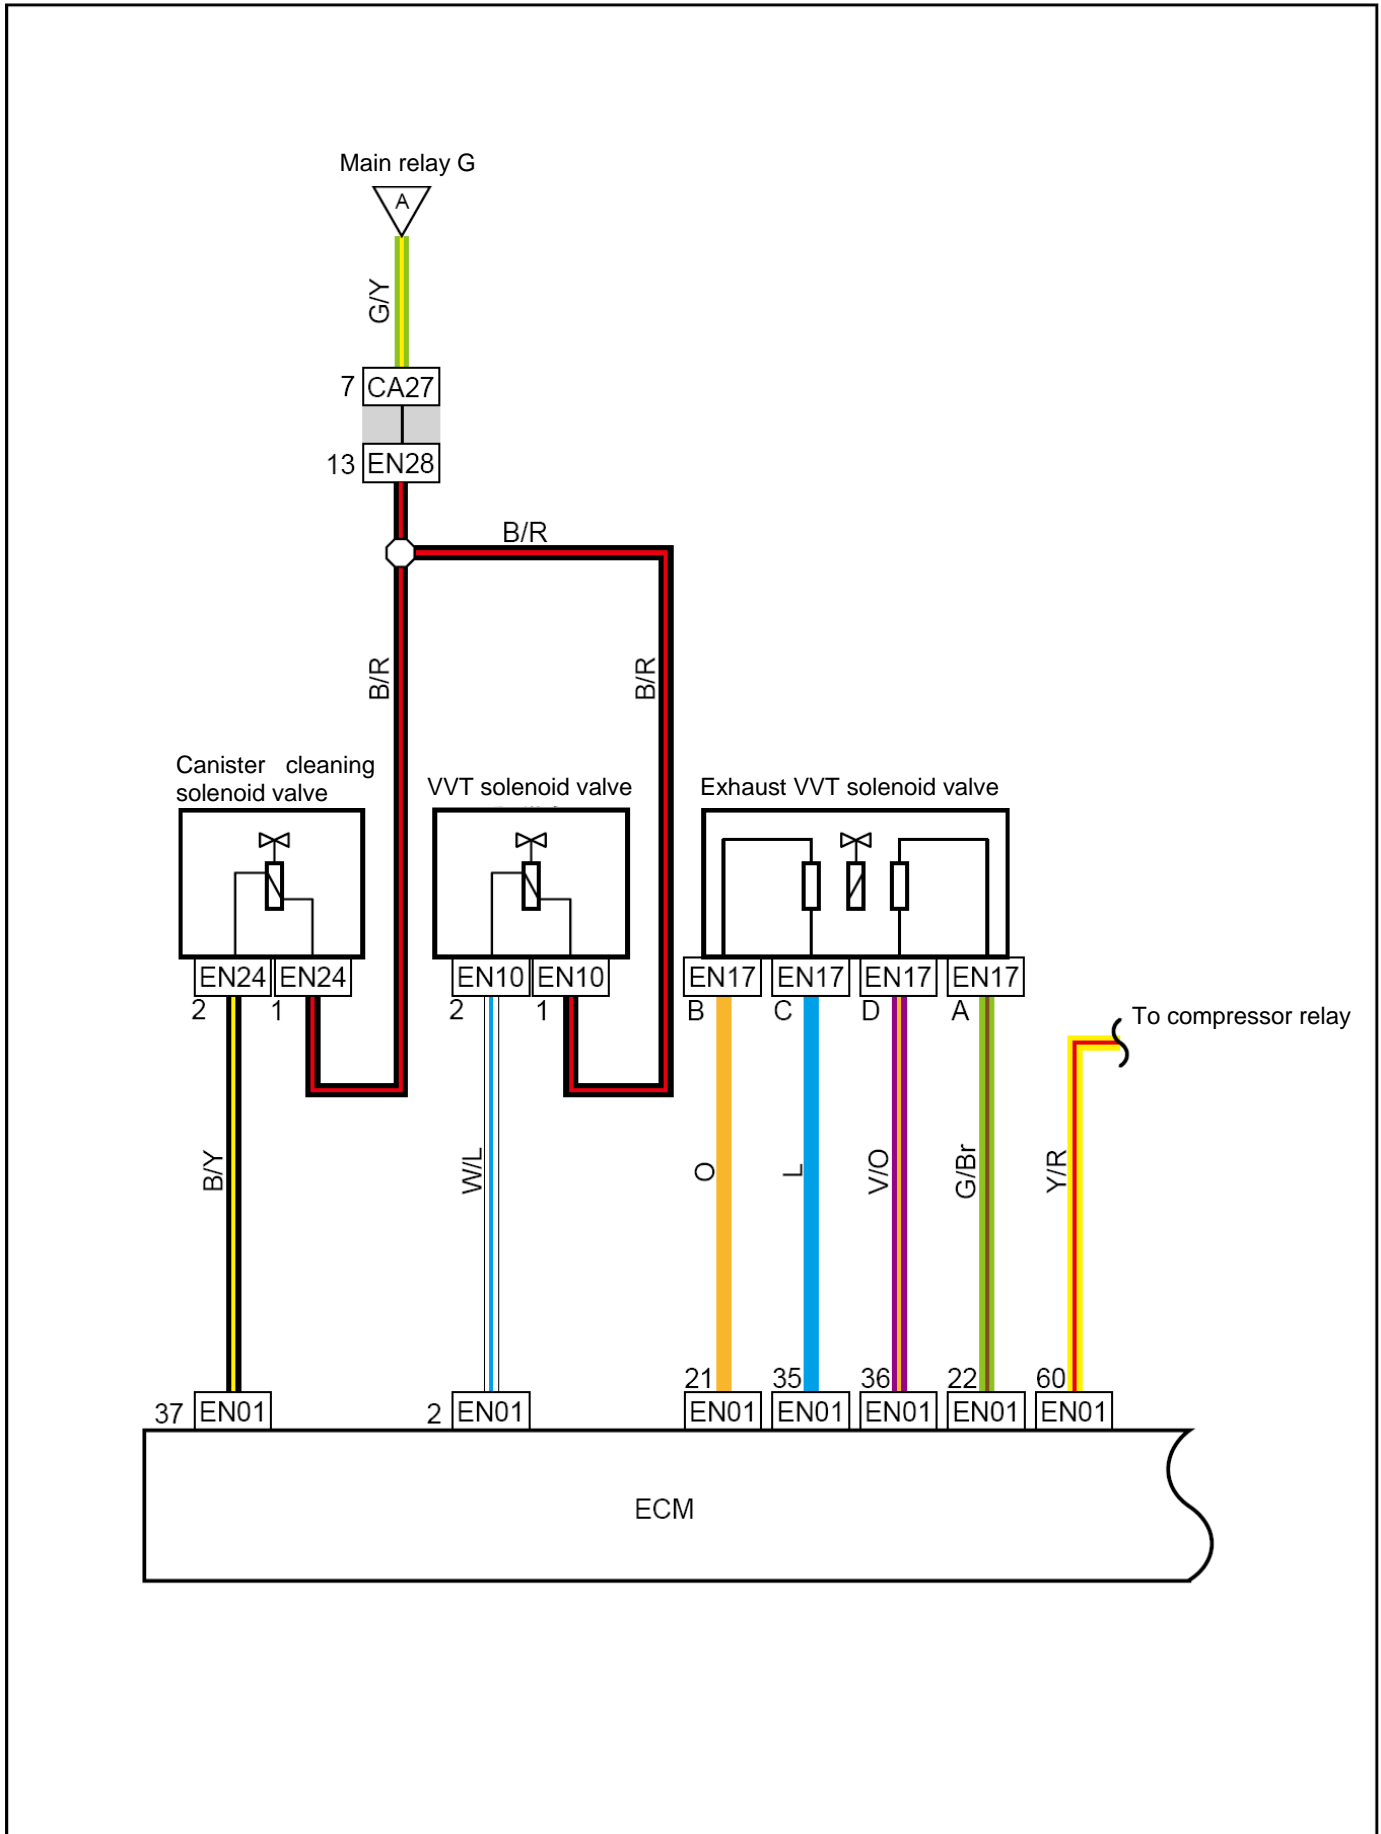 Main relay G
A
G/Y
7 CA27
13 EN28
B/R
B/R
B/R
Canister cleaning
solenoid valve
VVT solenoid valve
Exhaust VVT solenoid valve
EN24 EN24 EN10 EN10 EN17 EN17 EN17 EN17
2 1 2 1 B C D A
To compressor relay
B/Y W/L O L V/O G/Br Y/R
21 35 36 22 60
37 EN01 2 EN01 EN01 EN01 EN01 EN01 EN01
ECM